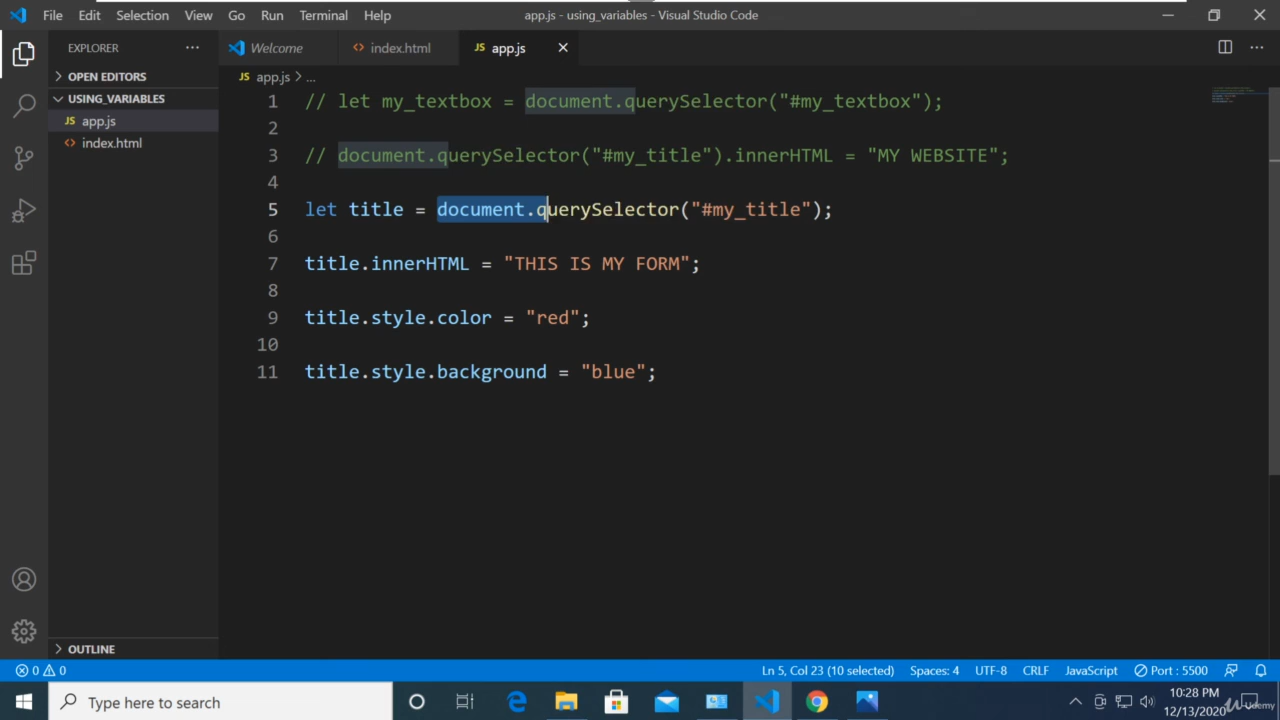 File Edit Selection View Go Run Terminal Help app.js - using_variables - Visual Studio Code
EXPLORER ... Welcome <> index.html JS app.js
OPEN EDITORS JS app.js > ...
USING_VARIABLES
JS app.js
<> index.html
1 // let my_textbox = document.querySelector("#my_textbox");
2
3 // document.querySelector("#my_title").innerHTML = "MY WEBSITE";
4
5 let title = document.querySelector("#my_title");
6
7 title.innerHTML = "THIS IS MY FORM";
8
9 title.style.color = "red";
10
11 title.style.background = "blue";
OUTLINE
0 0 Ln 5, Col 23 (10 selected) Spaces: 4 UTF-8 CRLF JavaScript Port : 5500
Type here to search
10:28 PM
12/13/2020
Udemy